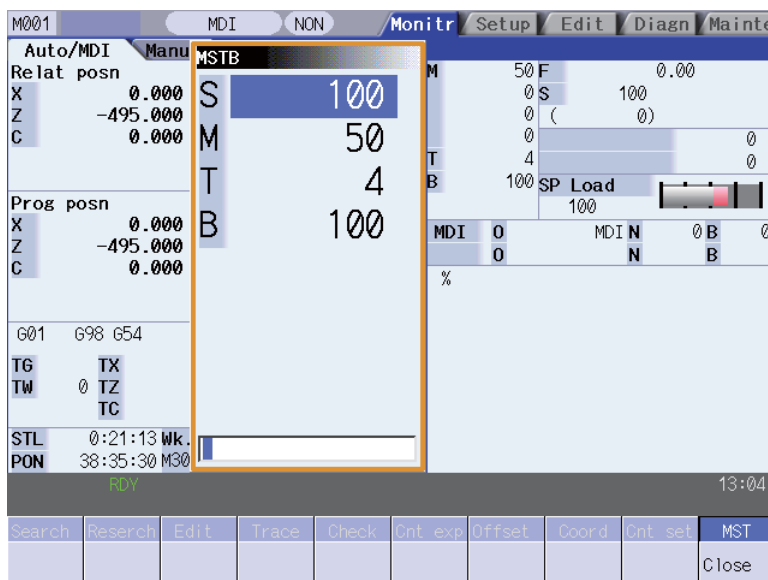 M001 MDI NON Monitr Setup Edit Diagn Mainte
Auto/MDI Manu
Relat posn
X 0.000
Z -495.000
C 0.000
Prog posn
X 0.000
Z -495.000
C 0.000
G01 G98 G54
TG TX
TW 0 TZ
TC
STL 0:21:13 Wk.
PON 38:35:30 M30
MSTB
S 100
M 50
T 4
B 100
M 50 F 0.00
0 S 100
0 ( 0)
0 0
T 4 0
B 100 SP Load
100
MDI O MDI N 0 B 0
O N B
%
RDY 13:04
Search Reserch Edit Trace Check Cnt exp Offset Coord Cnt set MST
Close